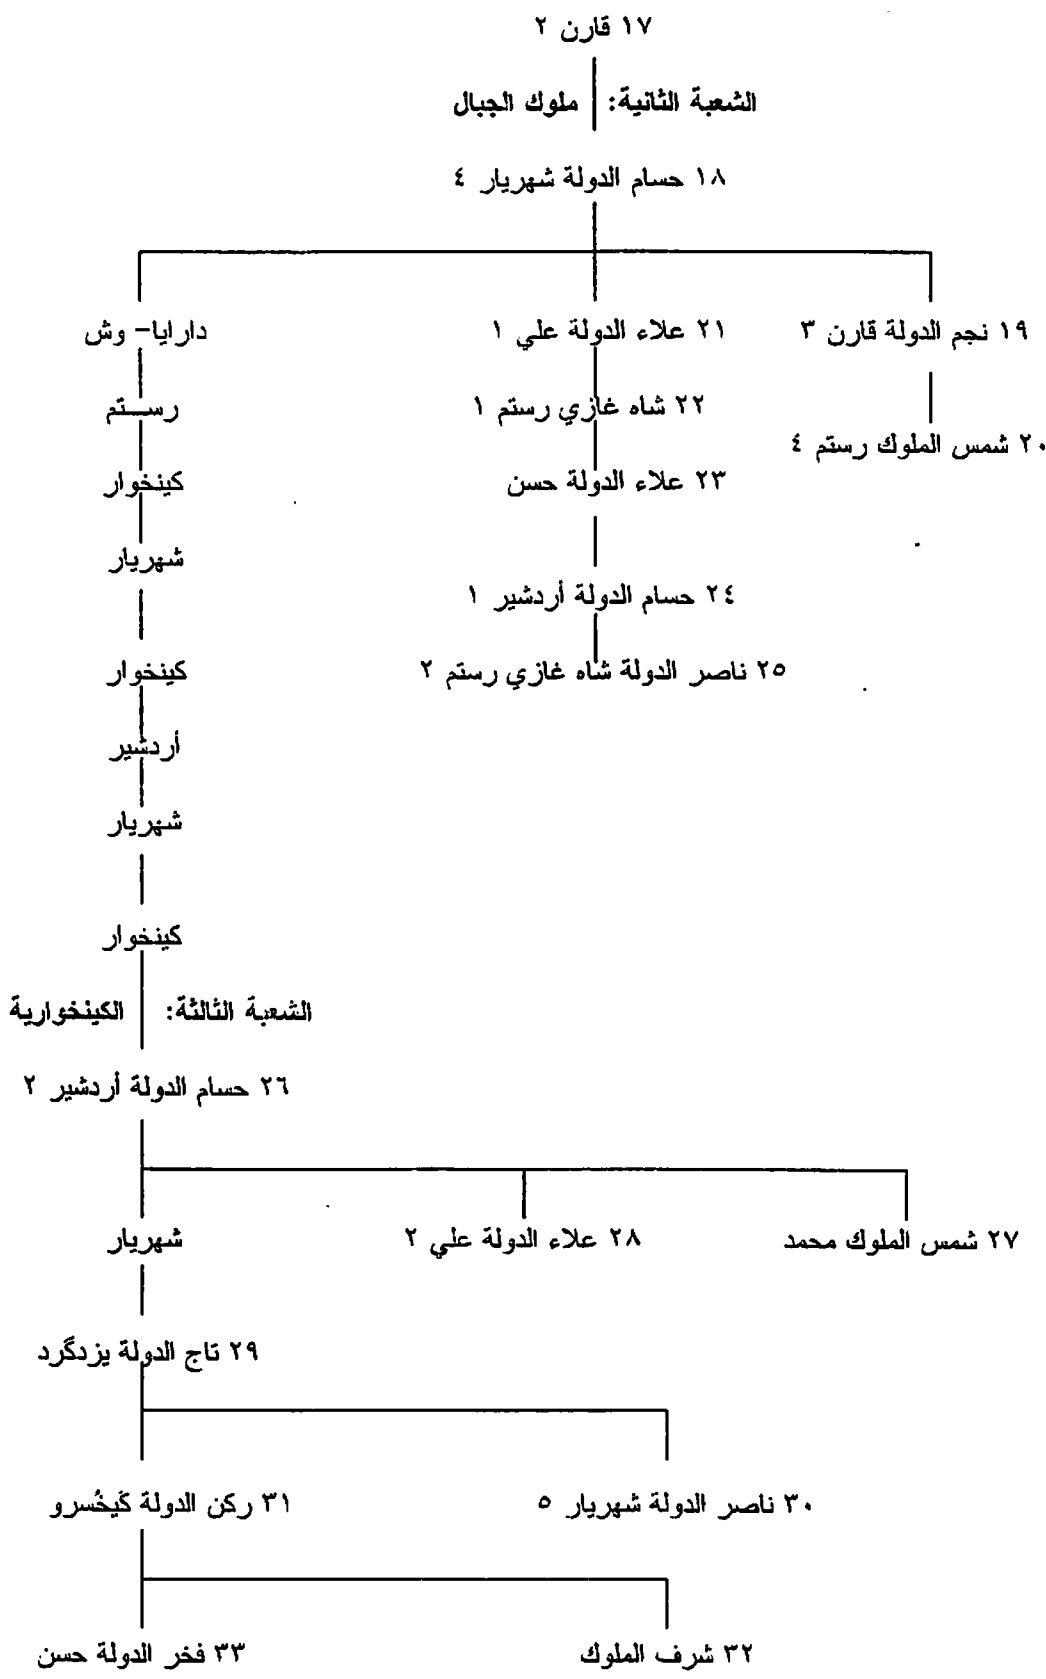 ١٧ قارن ٢
الشعبة الثانية: ملوك الجبال
١٨ حسام الدولة شهريار ٤
١٩ نجم الدولة قارن ٣ ٢١ علاء الدولة علي ١ دارايا- وش
٢٢ شاه غازي رستم ١ رستم
٢٠ شمس الملوك رستم ٤
٢٣ علاء الدولة حسن كينخوار
شهريار
٢٤ حسام الدولة أردشير ١
٢٥ ناصر الدولة شاه غازي رستم ٢ كينخوار
أردشير
شهريار
كينخوار
الشعبة الثالثة: الكينخوارية
٢٦ حسام الدولة أردشير ٢
٢٧ شمس الملوك محمد ٢٨ علاء الدولة علي ٢ شهريار
٢٩ تاج الدولة يزدگرد
٣٠ ناصر الدولة شهريار ٥ ٣١ ركن الدولة كَيخُسرو
٣٢ شرف الملوك ٣٣ فخر الدولة حسن